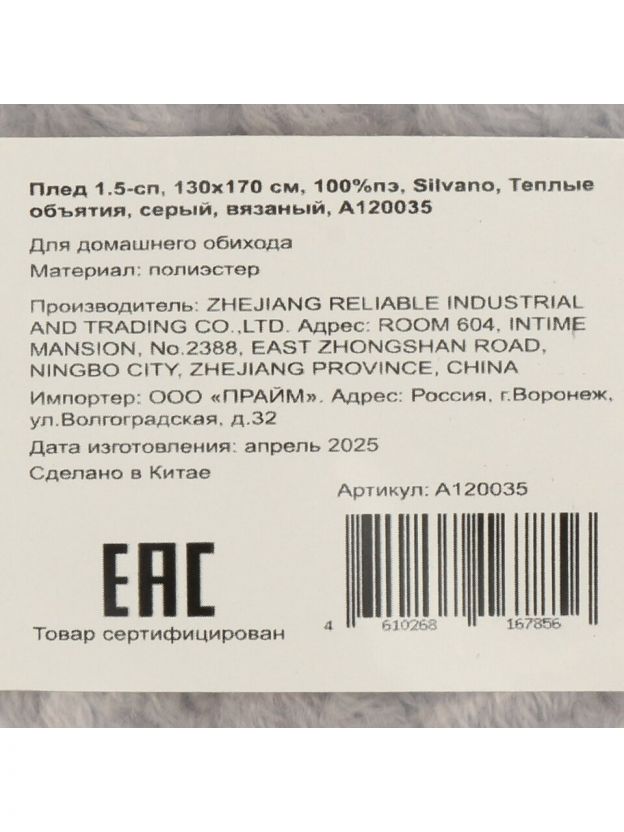 Плед 1.5-сп, 130х170 см, 100%пэ, Silvano, Теплые
объятия, серый, вязаный, А120035
Для домашнего обихода
Материал: полиэстер
Производитель: ZHEJIANG RELIABLE INDUSTRIAL
AND TRADING CO.,LTD. Адрес: ROOM 604, INTIME
MANSION, No.2388, EAST ZHONGSHAN ROAD,
NINGBO CITY, ZHEJIANG PROVINCE, CHINA
Импортер: ООО «ПРАЙМ». Адрес: Россия, г.Воронеж,
ул.Волгоградская, д.32
Дата изготовления: апрель 2025
Сделано в Китае
Артикул: А120035
EAC
Товар сертифицирован
4 610268 167856